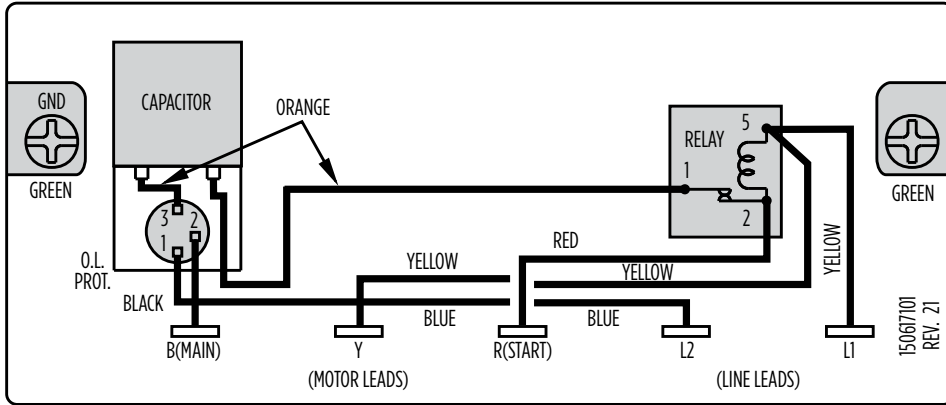 GND
GREEN
CAPACITOR
ORANGE
3
2
1
O.L.
PROT.
BLACK
YELLOW
BLUE
RED
YELLOW
BLUE
RELAY
5
1
2
YELLOW
GREEN
B(MAIN)
Y
R(START)
L2
L1
(MOTOR LEADS)
(LINE LEADS)
150617101
REV. 21